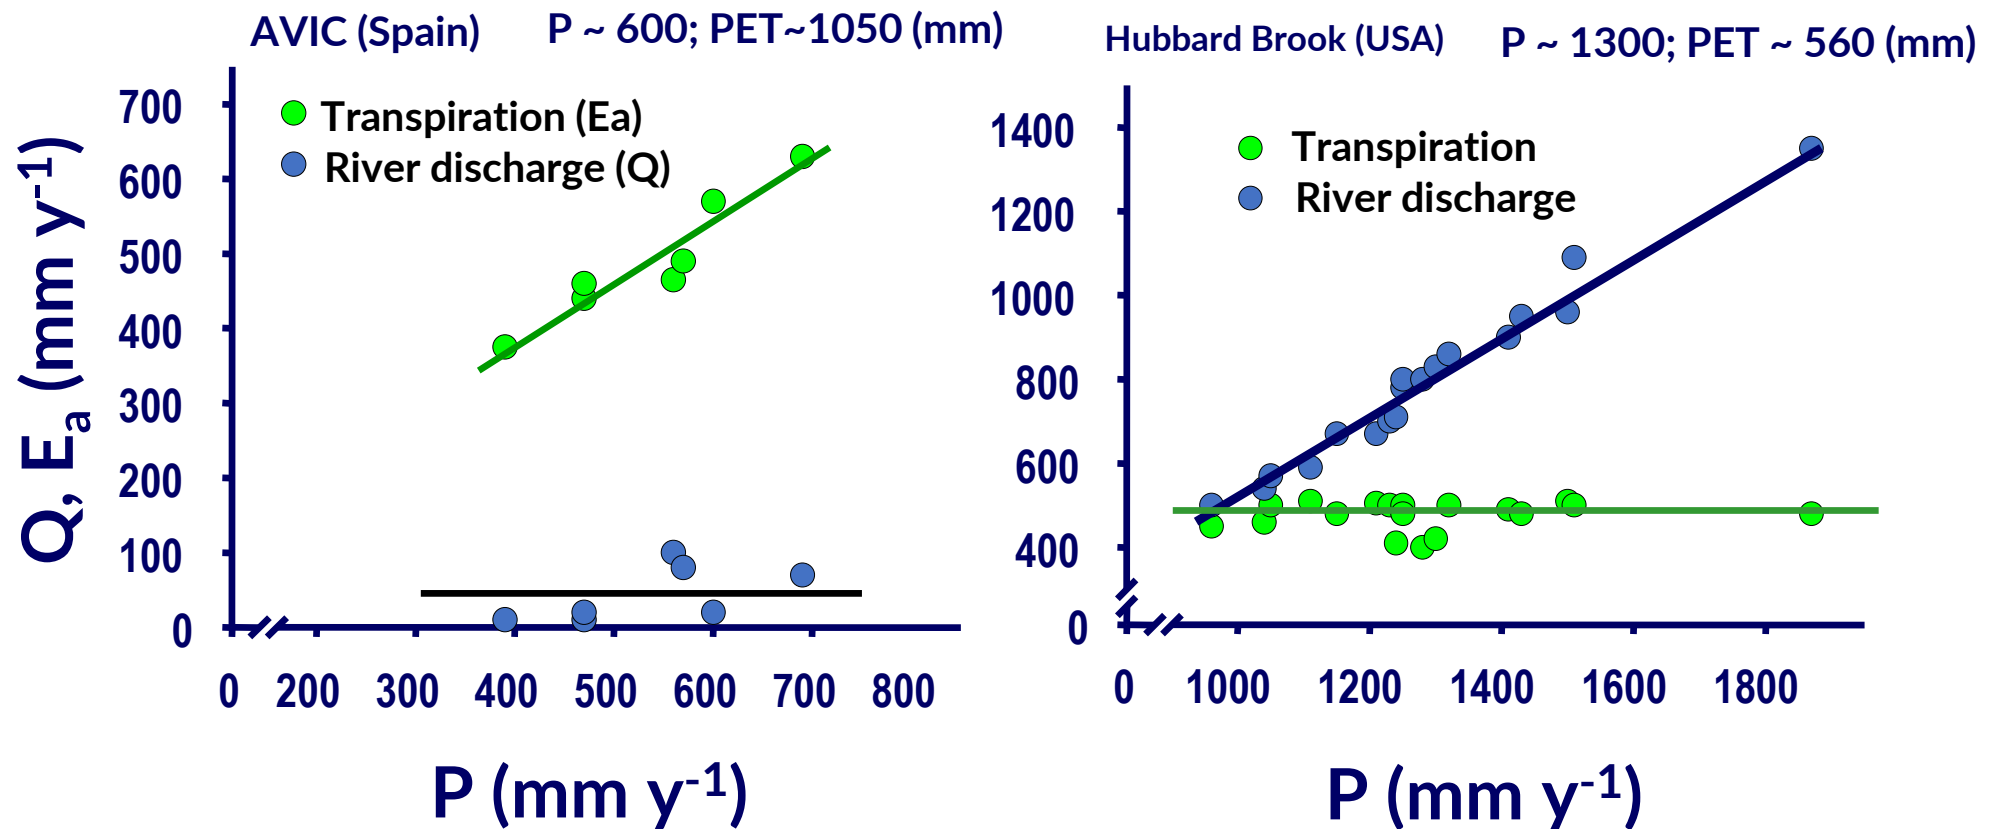 AVIC (Spain)
P ~ 600; PET~1050 (mm)
Transpiration (Ea)
River discharge (Q)
700
600
500
400
300
200
100
0
Q, Ea (mm y-1)
0 200 300 400 500 600 700 800
P (mm y-1)
Hubbard Brook (USA)
P ~ 1300; PET ~ 560 (mm)
Transpiration
River discharge
1400
1200
1000
800
600
400
0
0 1000 1200 1400 1600 1800
P (mm y-1)